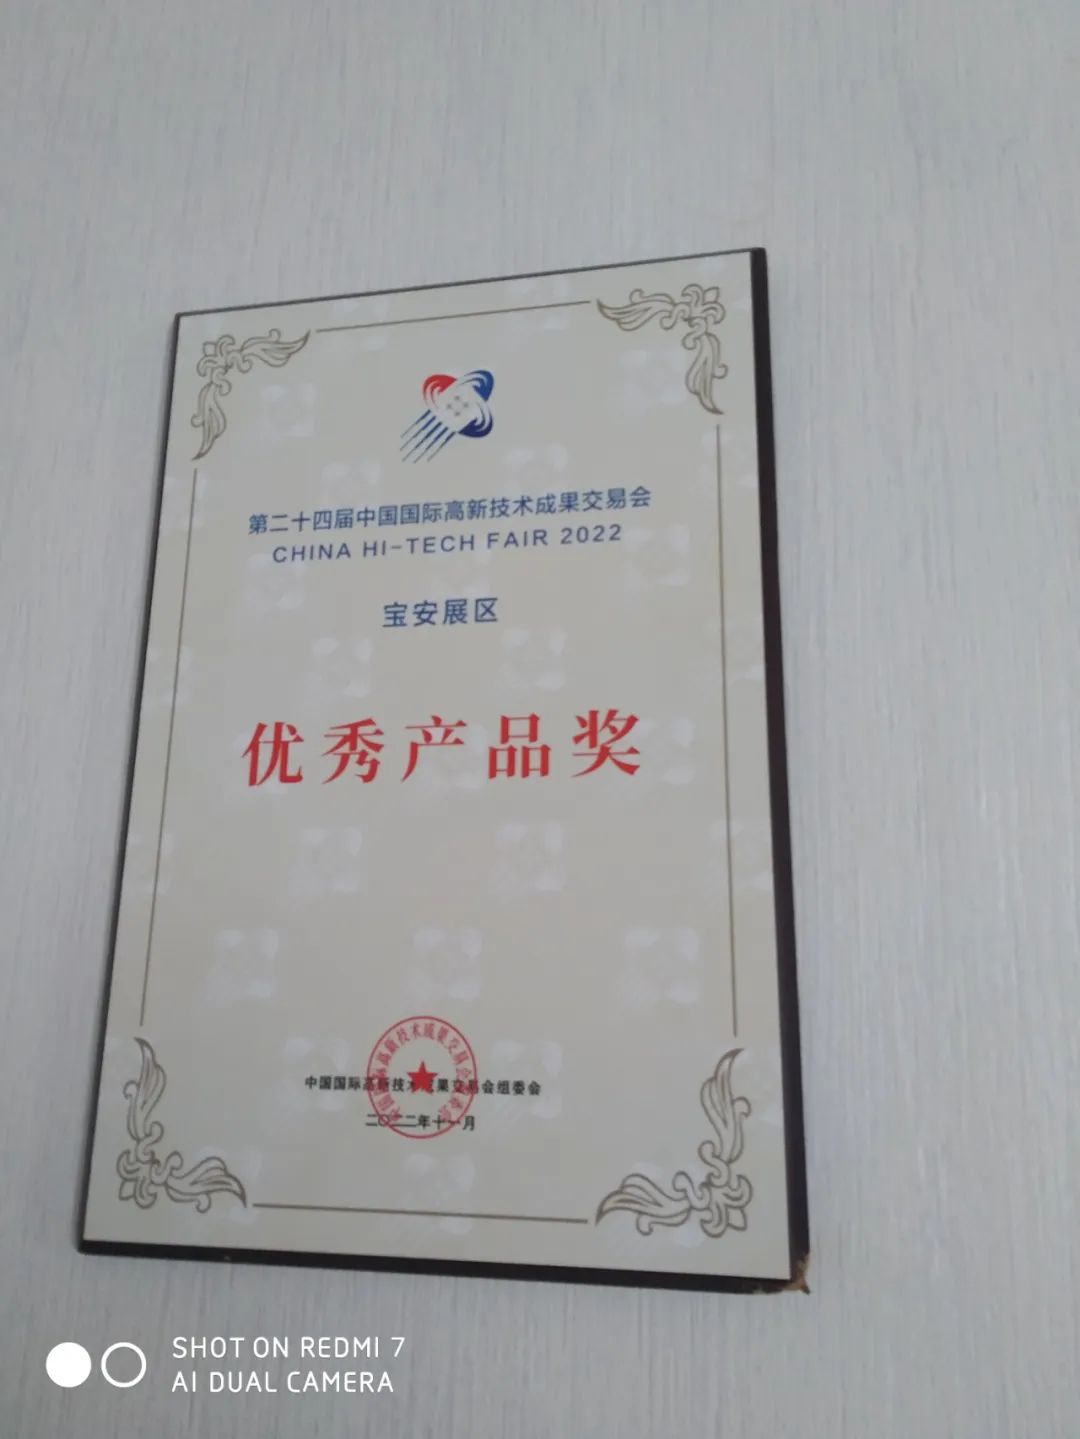 第二十四届中国国际高新技术成果交易会
CHINA HI-TECH FAIR 2022
宝安展区
优秀产品奖
中国国际高新技术成果交易会组委会
二〇二二年十一月
SHOT ON REDMI 7
AI DUAL CAMERA